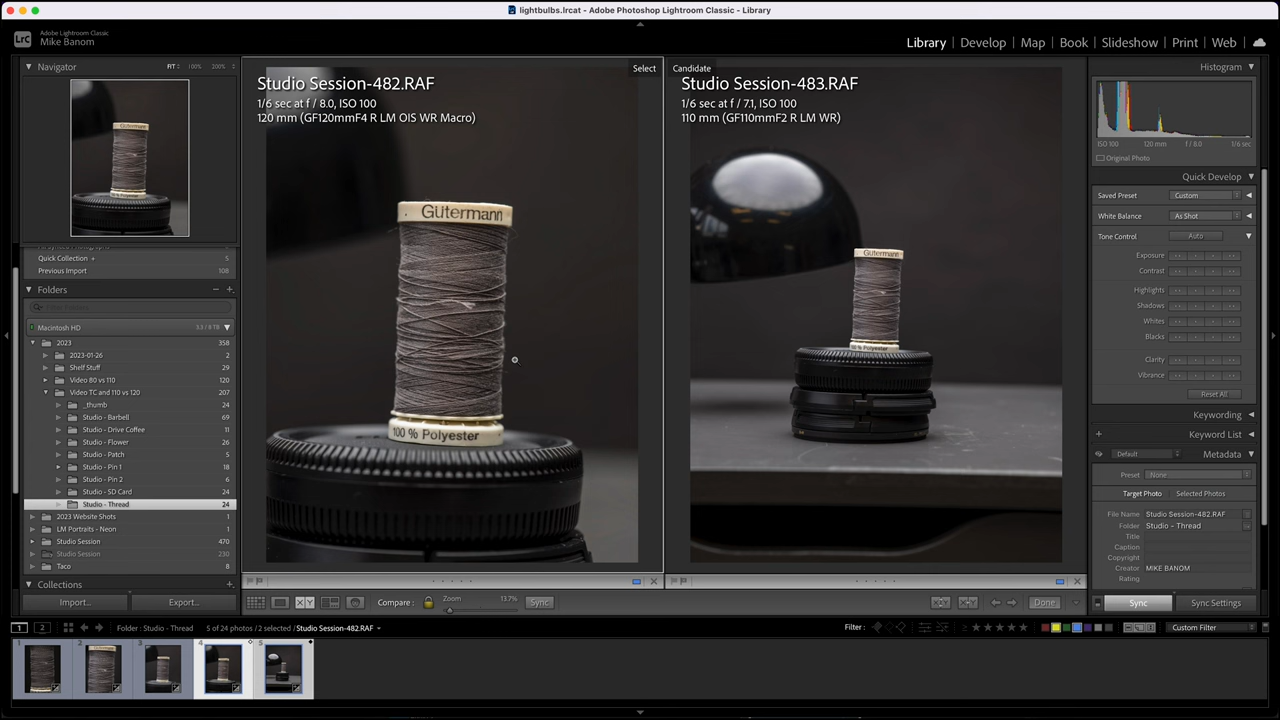 lightbulbs.lrcat - Adobe Photoshop Lightroom Classic - Library
LrC
Adobe Lightroom Classic
Mike Banom
Library
Develop
Map
Book
Slideshow
Print
Web
Navigator
FIT
100%
200%
Quick Collection +
5
Previous Import
108
Folders
Macintosh HD
2023
358
2023-01-26
2
Shelf Stuff
29
Video 80 vs 110
120
Video TC and 110 vs 120
207
_thumb
24
Studio - Barbell
69
Studio - Drive Coffee
11
Studio - Flower
26
Studio - Patch
5
Studio - Pin 1
18
Studio - Pin 2
6
Studio - SD Card
24
Studio - Thread
24
2023 Website Shots
1
LM Portraits - Neon
1
Studio Session
470
Studio Session
230
Taco
8
Collections
Import...
Export...
Select
Studio Session-482.RAF
1/6 sec at f / 8.0, ISO 100
120 mm (GF120mmF4 R LM OIS WR Macro)
Gütermann
100 % Polyester
Candidate
Studio Session-483.RAF
1/6 sec at f / 7.1, ISO 100
110 mm (GF110mmF2 R LM WR)
Gütermann
100 % Polyester
X Y
Compare :
Zoom
13.7%
Sync
Done
Histogram
ISO 100
120 mm
f / 8.0
1/6 sec
Original Photo
Quick Develop
Saved Preset
Custom
White Balance
As Shot
Tone Control
Auto
Exposure
Contrast
Highlights
Shadows
Whites
Blacks
Clarity
Vibrance
Reset All
Keywording
Keyword List
Default
Metadata
Preset
None
Target Photo
Selected Photos
File Name
Studio Session-482.RAF
Folder
Studio - Thread
Title
Caption
Copyright
Creator
MIKE BANOM
Rating
Sync
Sync Settings
1
2
Folder : Studio - Thread
5 of 24 photos / 2 selected / Studio Session-482.RAF
Filter :
Custom Filter
1
2
3
4
5